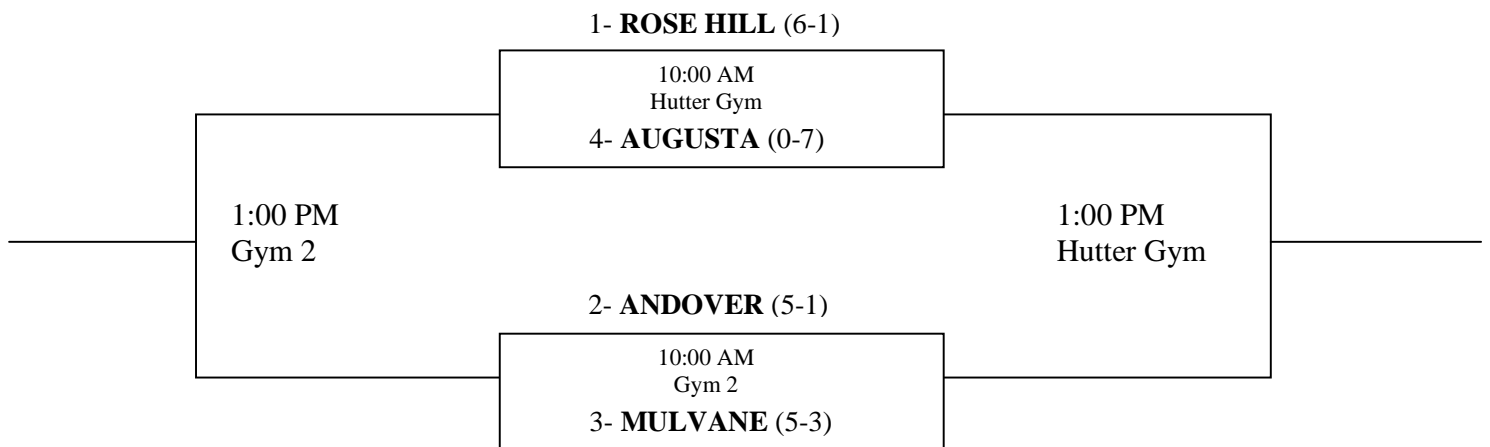 1- ROSE HILL (6-1)
10:00 AM
Hutter Gym
4- AUGUSTA (0-7)
1:00 PM
Gym 2
1:00 PM
Hutter Gym
2- ANDOVER (5-1)
10:00 AM
Gym 2
3- MULVANE (5-3)